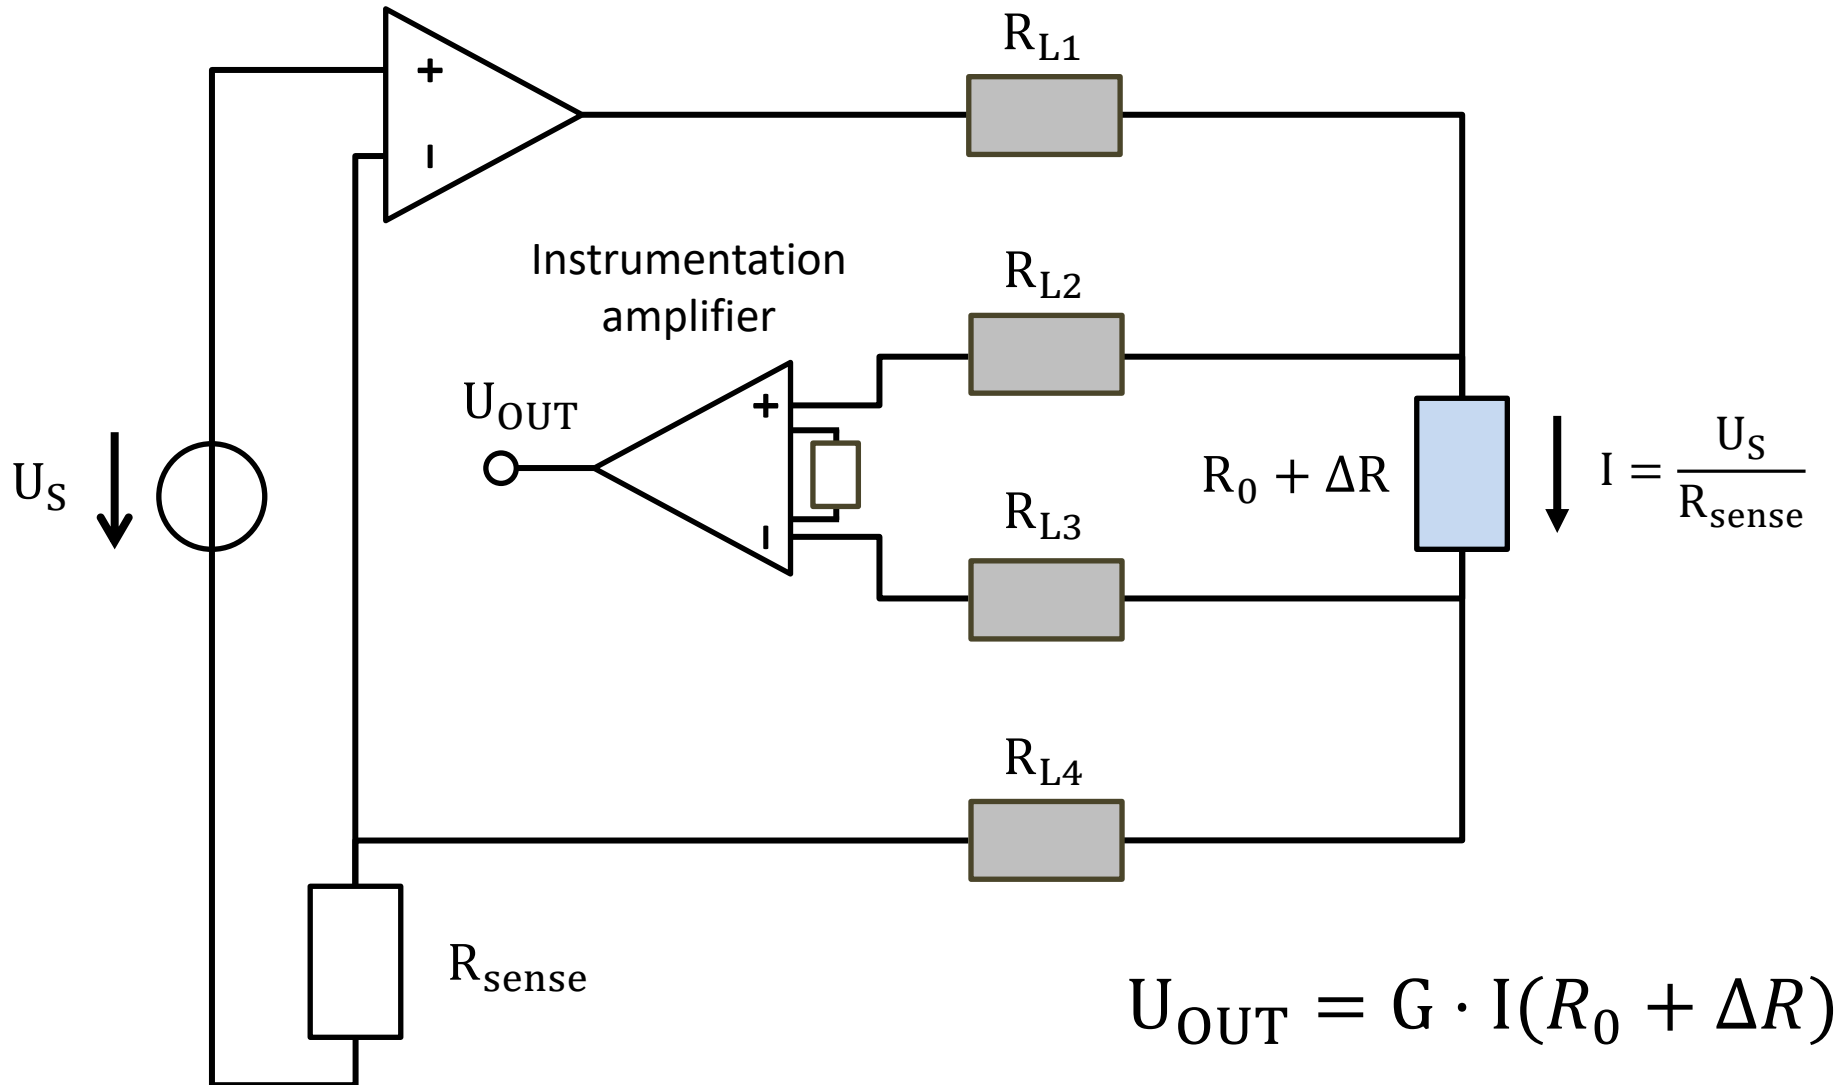 R_L1
+
−
Instrumentation
amplifier
R_L2
U_OUT
+
U_S
R_0 + ΔR
I = U_S / R_sense
R_L3
−
R_L4
R_sense
U_OUT = G · I(R_0 + ΔR)